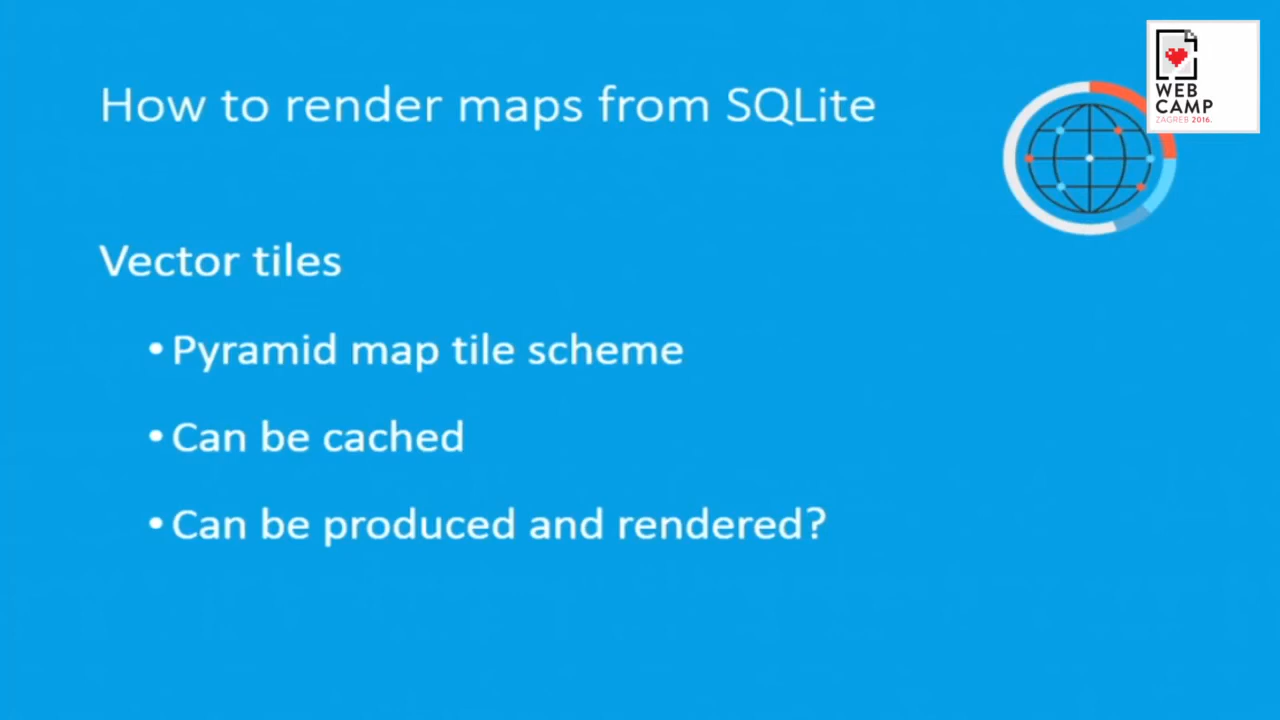 How to render maps from SQLite
WEB
CAMP
ZAGREB 2016.
Vector tiles
• Pyramid map tile scheme
• Can be cached
• Can be produced and rendered?